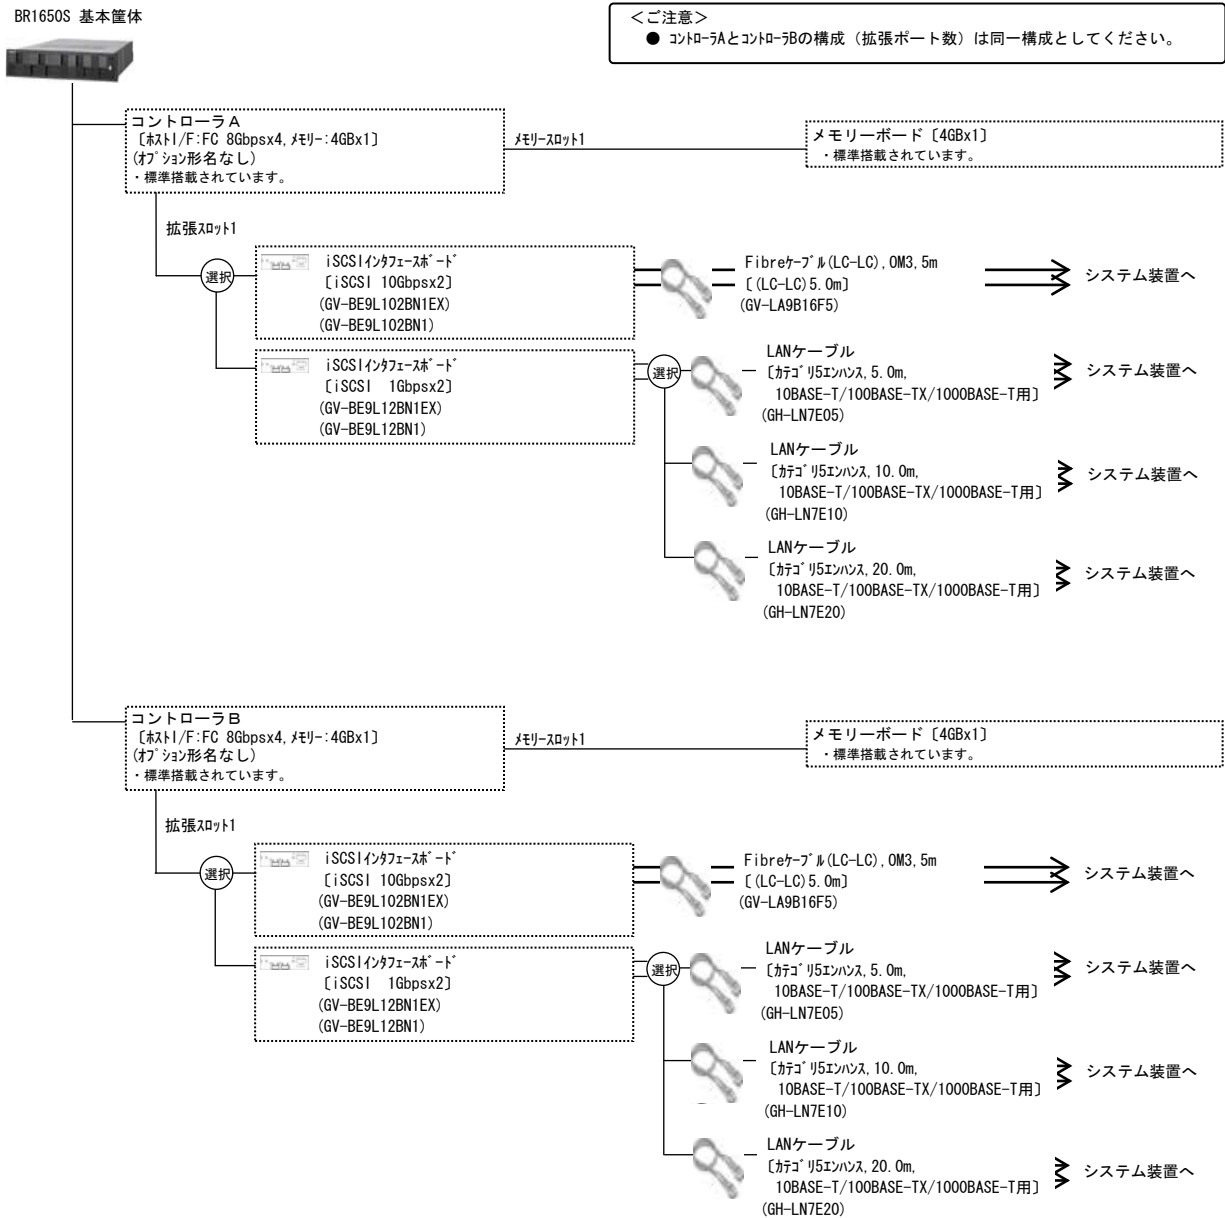 BR1650S 基本筐体
＜ご注意＞
● ｺﾝﾄﾛｰﾗAとｺﾝﾄﾛｰﾗBの構成（拡張ポート数）は同一構成としてください。
コントローラA
〔ﾎｽﾄI/F:FC 8Gbpsx4,ﾒﾓﾘｰ:4GBx1〕
(ｵﾌﾟｼｮﾝ形名なし)
・標準搭載されています。
ﾒﾓﾘｰｽﾛｯﾄ1
メモリーボード〔4GBx1〕
・標準搭載されています。
拡張ｽﾛｯﾄ1
選択
iSCSIｲﾝﾀﾌｪｰｽﾎﾞｰﾄﾞ
〔iSCSI 10Gbpsx2〕
(GV-BE9L102BN1EX)
(GV-BE9L102BN1)
Fibreｹｰﾌﾞﾙ(LC-LC),OM3,5m
〔(LC-LC)5.0m〕
(GV-LA9B16F5)
システム装置へ
iSCSIｲﾝﾀﾌｪｰｽﾎﾞｰﾄﾞ
〔iSCSI 1Gbpsx2〕
(GV-BE9L12BN1EX)
(GV-BE9L12BN1)
選択
LANケーブル
〔ｶﾃｺﾞﾘ5ｴﾝﾊﾝｽ,5.0m,
10BASE-T/100BASE-TX/1000BASE-T用〕
(GH-LN7E05)
システム装置へ
LANケーブル
〔ｶﾃｺﾞﾘ5ｴﾝﾊﾝｽ,10.0m,
10BASE-T/100BASE-TX/1000BASE-T用〕
(GH-LN7E10)
システム装置へ
LANケーブル
〔ｶﾃｺﾞﾘ5ｴﾝﾊﾝｽ,20.0m,
10BASE-T/100BASE-TX/1000BASE-T用〕
(GH-LN7E20)
システム装置へ
コントローラB
〔ﾎｽﾄI/F:FC 8Gbpsx4,ﾒﾓﾘｰ:4GBx1〕
(ｵﾌﾟｼｮﾝ形名なし)
・標準搭載されています。
ﾒﾓﾘｰｽﾛｯﾄ1
メモリーボード〔4GBx1〕
・標準搭載されています。
拡張ｽﾛｯﾄ1
選択
iSCSIｲﾝﾀﾌｪｰｽﾎﾞｰﾄﾞ
〔iSCSI 10Gbpsx2〕
(GV-BE9L102BN1EX)
(GV-BE9L102BN1)
Fibreｹｰﾌﾞﾙ(LC-LC),OM3,5m
〔(LC-LC)5.0m〕
(GV-LA9B16F5)
システム装置へ
iSCSIｲﾝﾀﾌｪｰｽﾎﾞｰﾄﾞ
〔iSCSI 1Gbpsx2〕
(GV-BE9L12BN1EX)
(GV-BE9L12BN1)
選択
LANケーブル
〔ｶﾃｺﾞﾘ5ｴﾝﾊﾝｽ,5.0m,
10BASE-T/100BASE-TX/1000BASE-T用〕
(GH-LN7E05)
システム装置へ
LANケーブル
〔ｶﾃｺﾞﾘ5ｴﾝﾊﾝｽ,10.0m,
10BASE-T/100BASE-TX/1000BASE-T用〕
(GH-LN7E10)
システム装置へ
LANケーブル
〔ｶﾃｺﾞﾘ5ｴﾝﾊﾝｽ,20.0m,
10BASE-T/100BASE-TX/1000BASE-T用〕
(GH-LN7E20)
システム装置へ